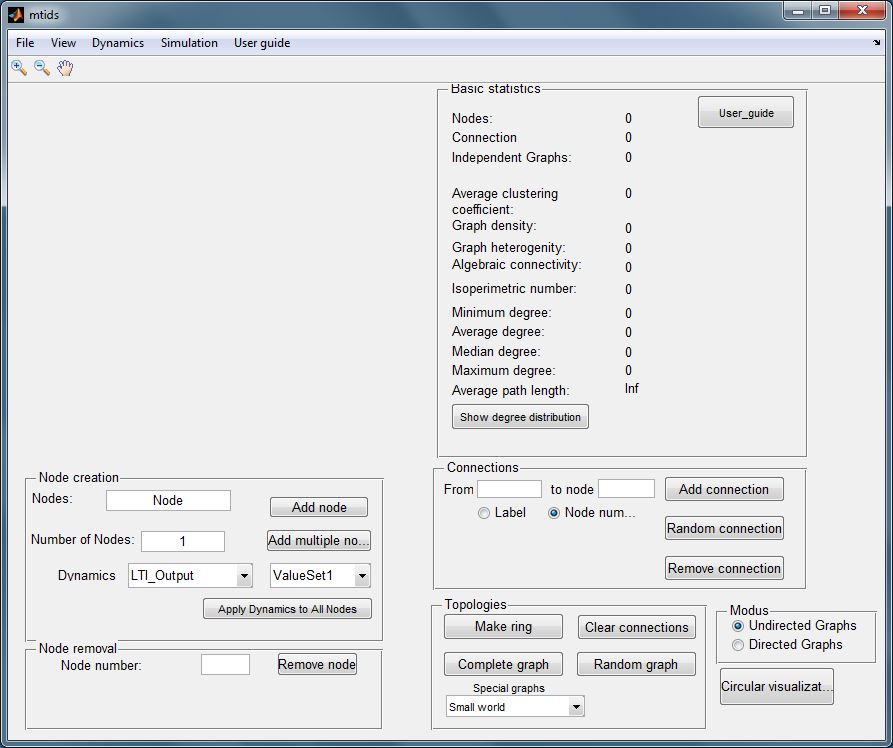 mtids
File View Dynamics Simulation User guide
Basic statistics
User_guide
Nodes: 0
Connection 0
Independent Graphs: 0
Average clustering
coefficient: 0
Graph density: 0
Graph heterogenity: 0
Algebraic connectivity: 0
Isoperimetric number: 0
Minimum degree: 0
Average degree: 0
Median degree: 0
Maximum degree: 0
Average path length: Inf
Show degree distribution
Node creation
Nodes: Node Add node
Number of Nodes: 1 Add multiple no...
Dynamics LTI_Output ValueSet1
Apply Dynamics to All Nodes
Node removal
Node number: Remove node
Connections
From to node Add connection
Label Node num...
Random connection
Remove connection
Topologies
Make ring Clear connections
Complete graph Random graph
Special graphs
Small world
Modus
Undirected Graphs
Directed Graphs
Circular visualizat...